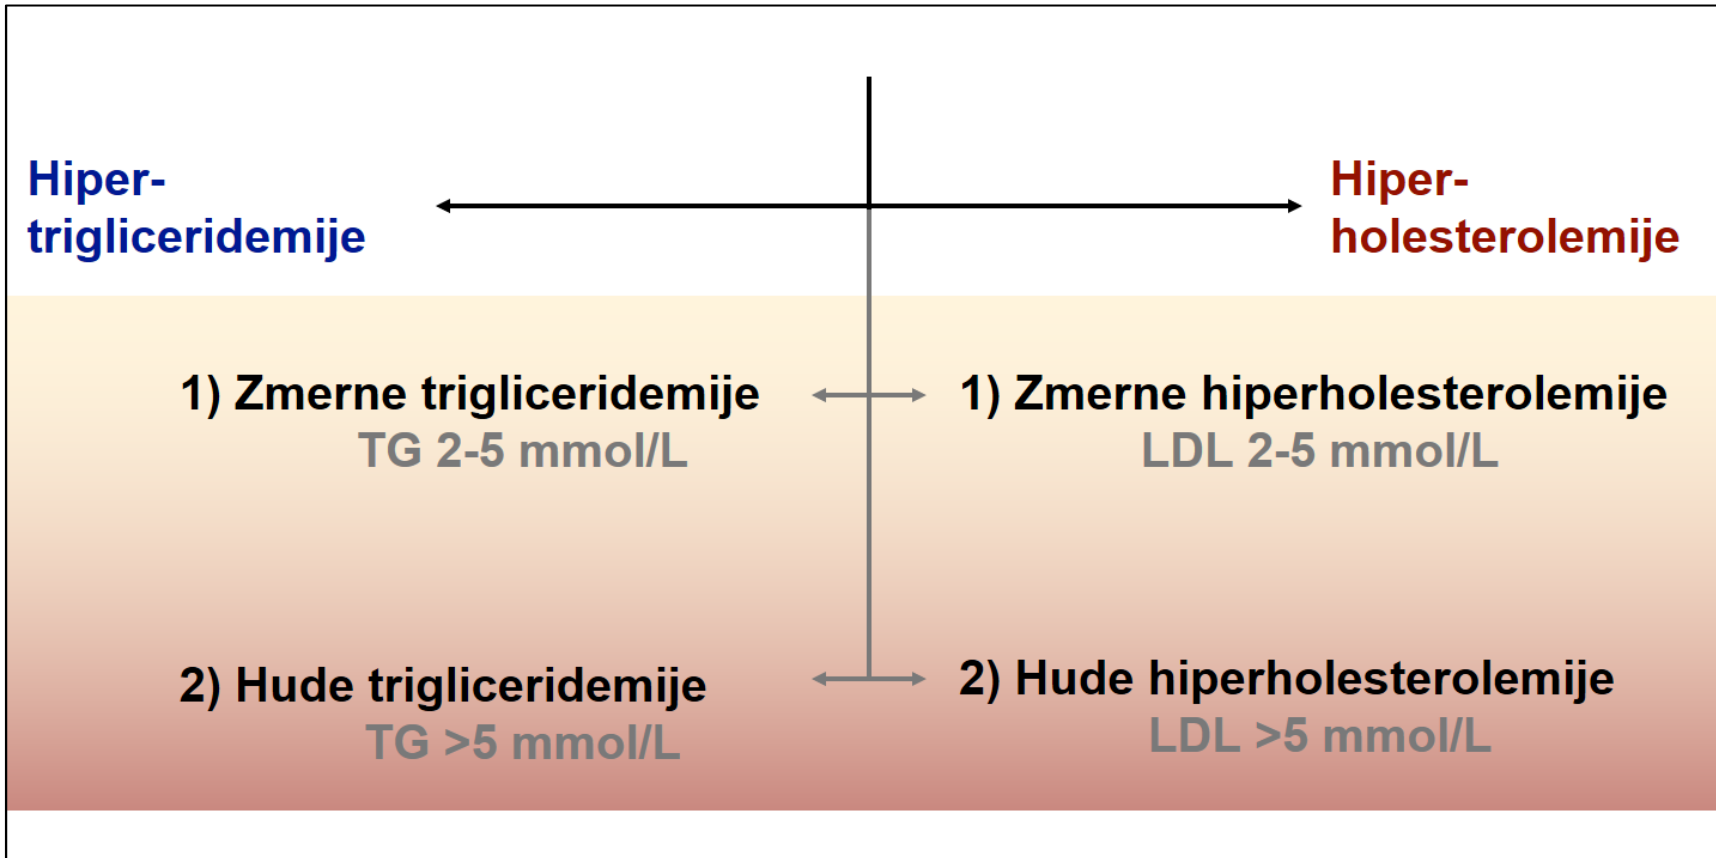 Hiper-
trigliceridemije
Hiper-
holesterolemije
1) Zmerne trigliceridemije
TG 2-5 mmol/L
1) Zmerne hiperholesterolemije
LDL 2-5 mmol/L
2) Hude trigliceridemije
TG >5 mmol/L
2) Hude hiperholesterolemije
LDL >5 mmol/L